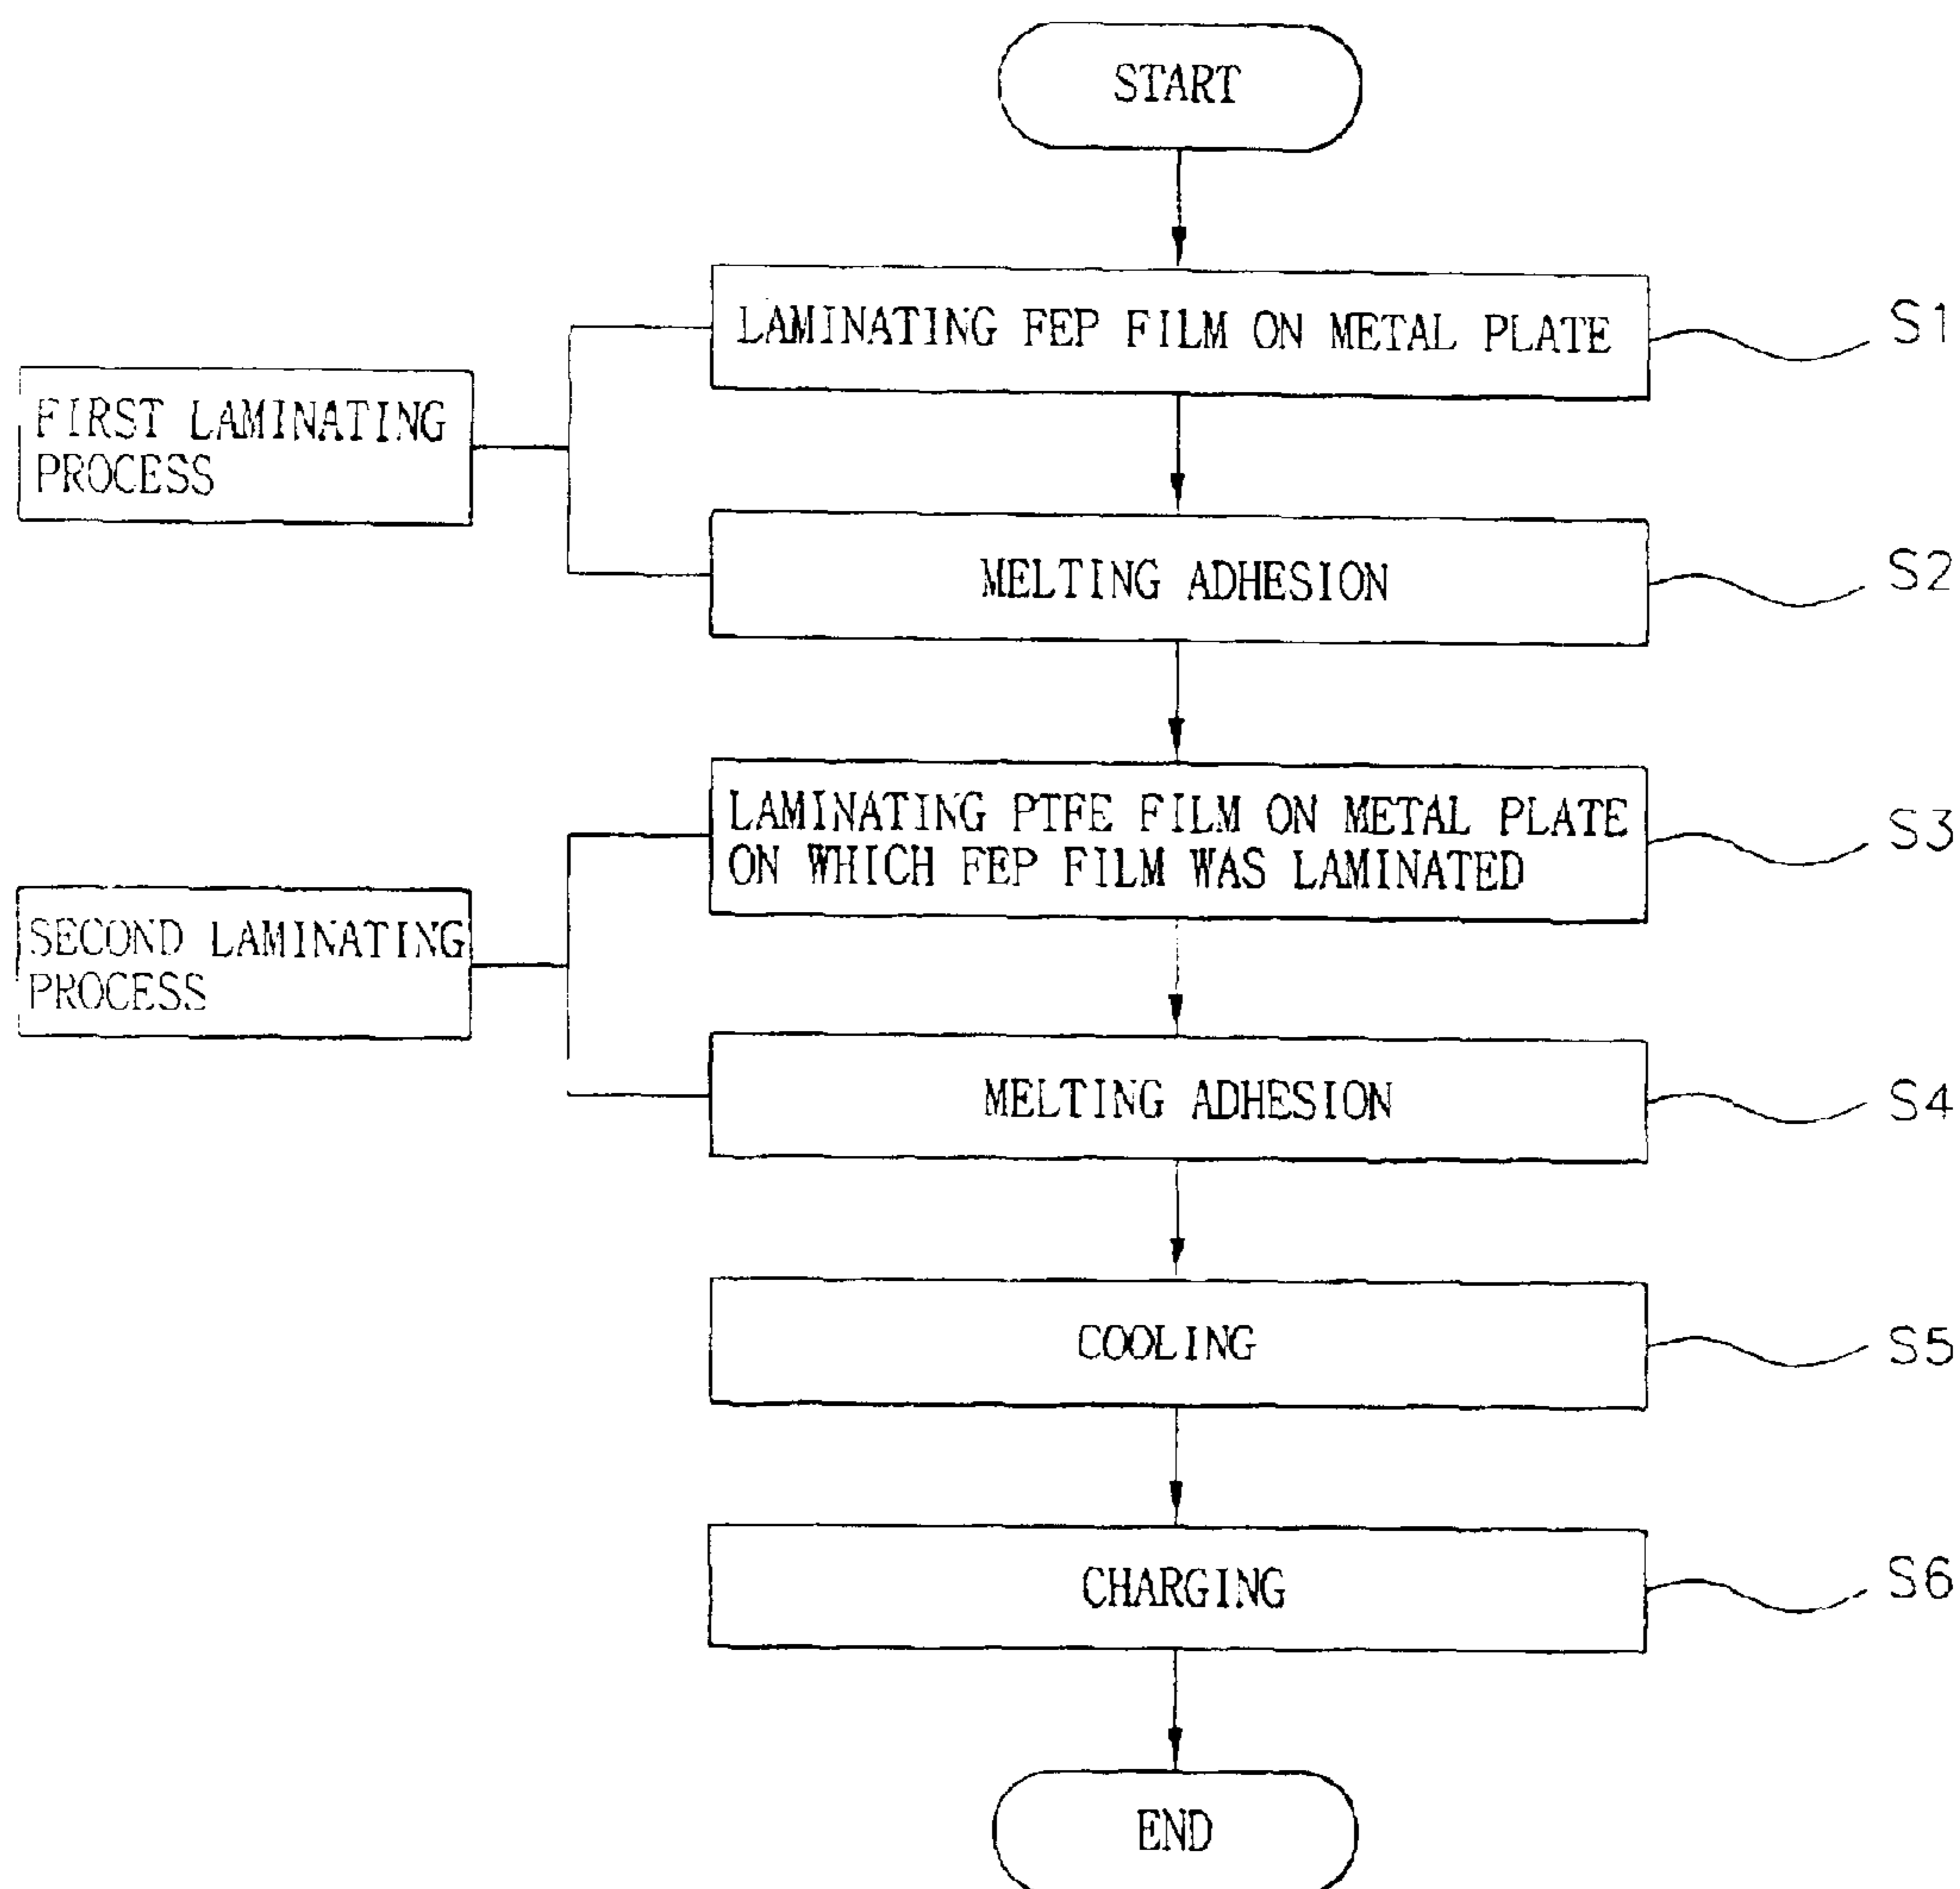 START
LAMINATING FEP FILM ON METAL PLATE
S1
FIRST LAMINATING
PROCESS
MELTING ADHESION
S2
LAMINATING PTFE FILM ON METAL PLATE
ON WHICH FEP FILM WAS LAMINATED
S3
SECOND LAMINATING
PROCESS
MELTING ADHESION
S4
COOLING
S5
CHARGING
S6
END